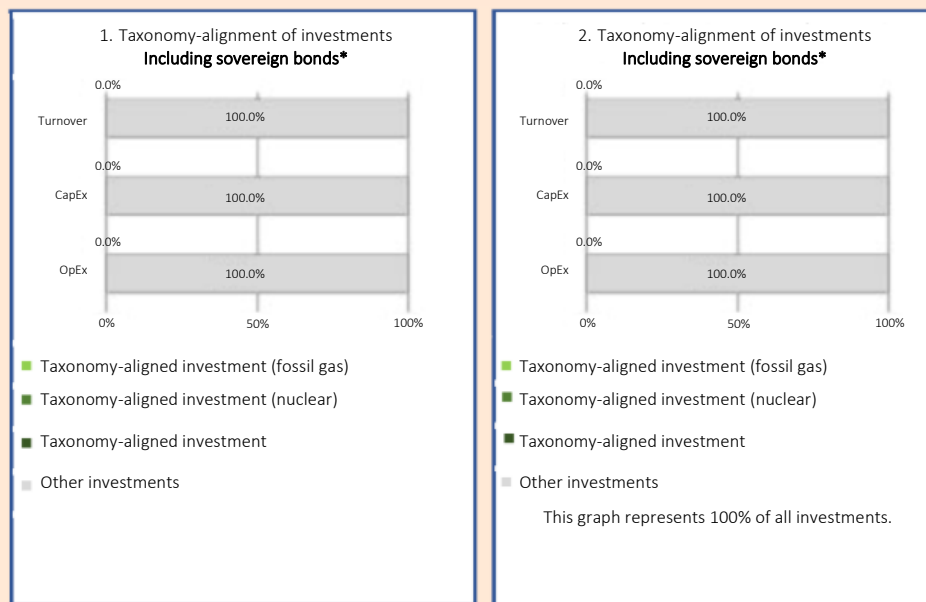 1. Taxonomy-alignment of investments
Including sovereign bonds*
0.0%
Turnover
100.0%
0.0%
CapEx
100.0%
0.0%
OpEx
100.0%
0%
50%
100%
Taxonomy-aligned investment (fossil gas)
Taxonomy-aligned investment (nuclear)
Taxonomy-aligned investment
Other investments
2. Taxonomy-alignment of investments
Including sovereign bonds*
0.0%
Turnover
100.0%
0.0%
CapEx
100.0%
0.0%
OpEx
100.0%
0%
50%
100%
Taxonomy-aligned investment (fossil gas)
Taxonomy-aligned investment (nuclear)
Taxonomy-aligned investment
Other investments
This graph represents 100% of all investments.